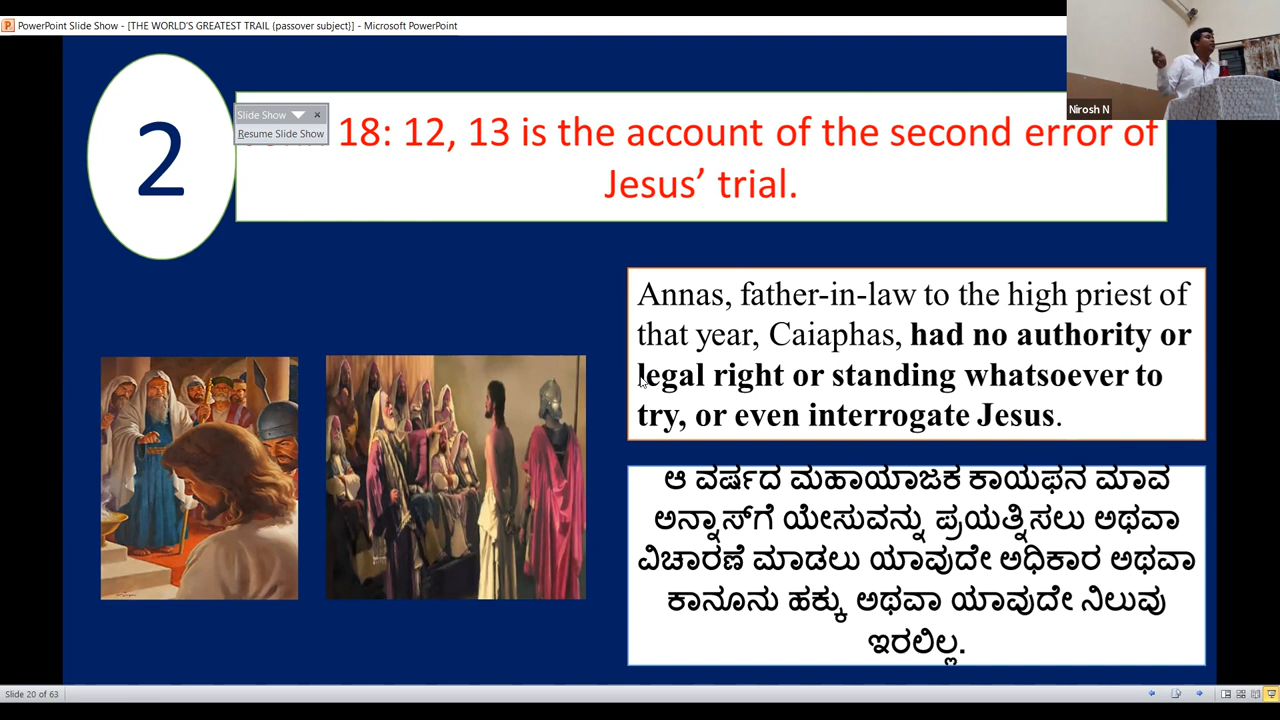 PowerPoint Slide Show - [THE WORLD'S GREATEST TRAIL (passover subject)] - Microsoft PowerPoint
Nirosh N
2
Slide Show
Resume Slide Show
18: 12, 13 is the account of the second error of
Jesus’ trial.
Annas, father-in-law to the high priest of
that year, Caiaphas, had no authority or
legal right or standing whatsoever to
try, or even interrogate Jesus.
ಆ ವರ್ಷದ ಮಹಾಯಾಜಕ ಕಾಯಫನ ಮಾವ
ಅನ್ನಾಸ್‌ಗೆ ಯೇಸುವನ್ನು ಪ್ರಯತ್ನಿಸಲು ಅಥವಾ
ವಿಚಾರಣೆ ಮಾಡಲು ಯಾವುದೇ ಅಧಿಕಾರ ಅಥವಾ
ಕಾನೂನು ಹಕ್ಕು ಅಥವಾ ಯಾವುದೇ ನಿಲುವು
ಇರಲಿಲ್ಲ.
Slide 20 of 63